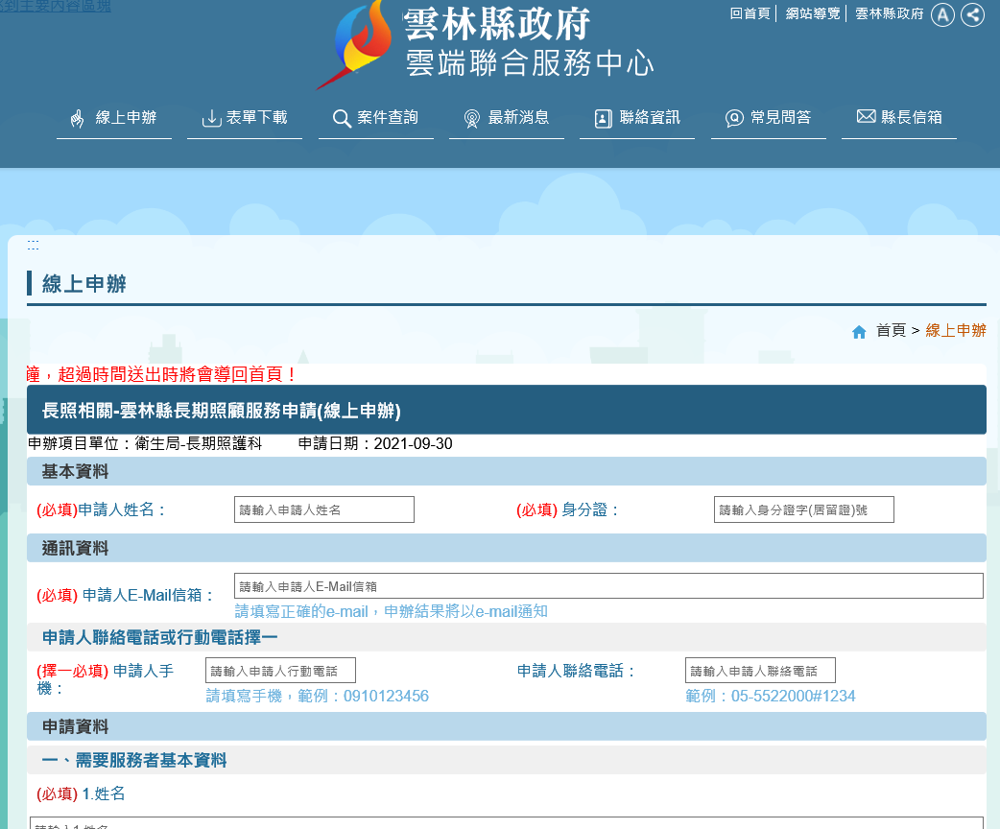 到主要內容區塊
回首頁 網站導覽 雲林縣政府 A
雲林縣政府
雲端聯合服務中心
線上申辦 表單下載 案件查詢 最新消息 聯絡資訊 常見問答 縣長信箱
:::
線上申辦
首頁 > 線上申辦
鐘，超過時間送出時將會導回首頁！
長照相關-雲林縣長期照顧服務申請(線上申辦)
申辦項目單位：衛生局-長期照護科 申請日期：2021-09-30
基本資料
(必填)申請人姓名： 請輸入申請人姓名 (必填) 身分證： 請輸入身分證字(居留證)號
通訊資料
(必填) 申請人E-Mail信箱： 請輸入申請人E-Mail信箱
請填寫正確的e-mail，申辦結果將以e-mail通知
申請人聯絡電話或行動電話擇一
(擇一必填) 申請人手機： 請輸入申請人行動電話 申請人聯絡電話： 請輸入申請人聯絡電話
請填寫手機，範例：0910123456 範例：05-5522000#1234
申請資料
一、需要服務者基本資料
(必填) 1.姓名
請輸入1.姓名